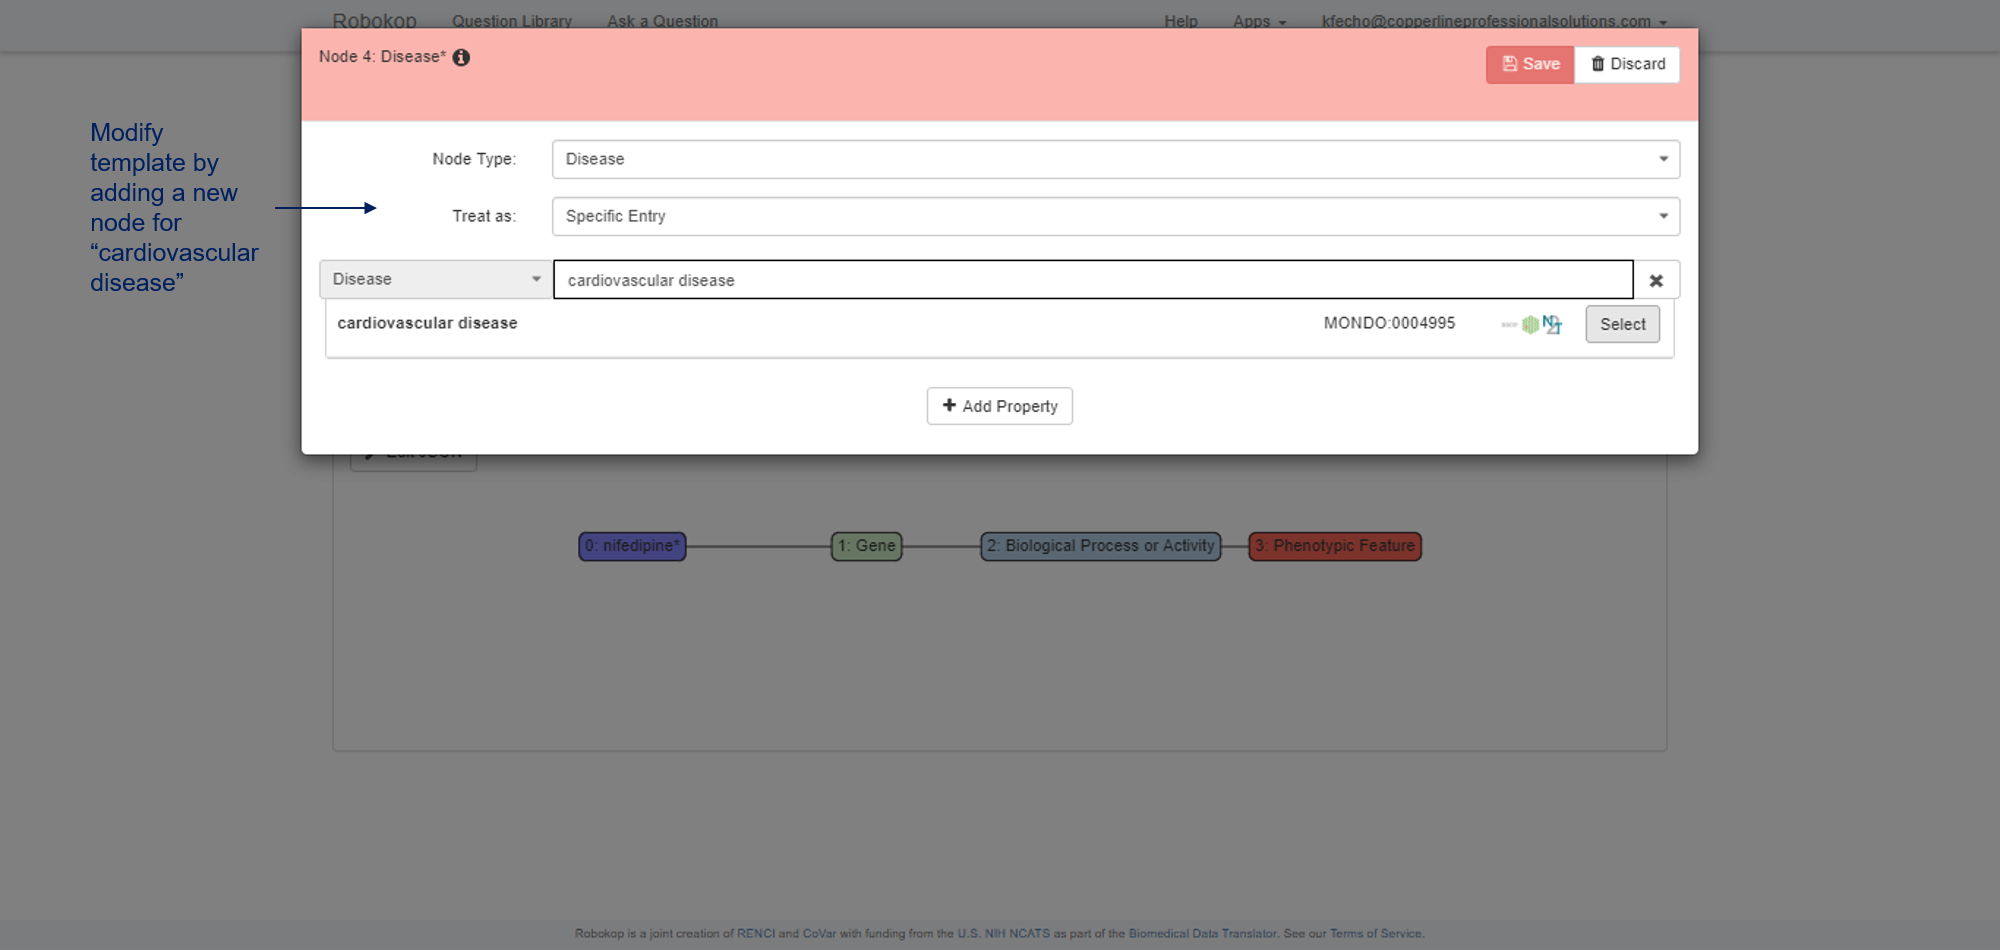 Robokop Question Library Ask a Question Help Apps kfecho@copperlineprofessionalsolutions.com
Node 4: Disease*
Save Discard
Modify
template by
adding a new
node for
“cardiovascular
disease”
Node Type: Disease
Treat as: Specific Entry
Disease cardiovascular disease
cardiovascular disease MONDO:0004995 Select
Add Property
Edit JSON
0: nifedipine* 1: Gene 2: Biological Process or Activity 3: Phenotypic Feature
Robokop is a joint creation of RENCI and CoVar with funding from the U.S. NIH NCATS as part of the Biomedical Data Translator. See our Terms of Service.